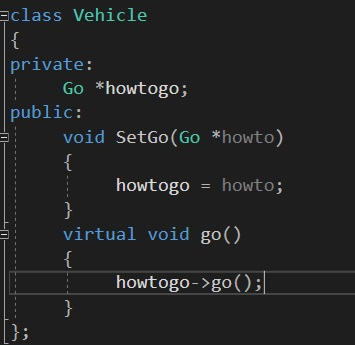 class Vehicle
{
private:
Go *howtogo;
public:
void SetGo(Go *howto)
{
howtogo = howto;
}
virtual void go()
{
howtogo->go();
}
};